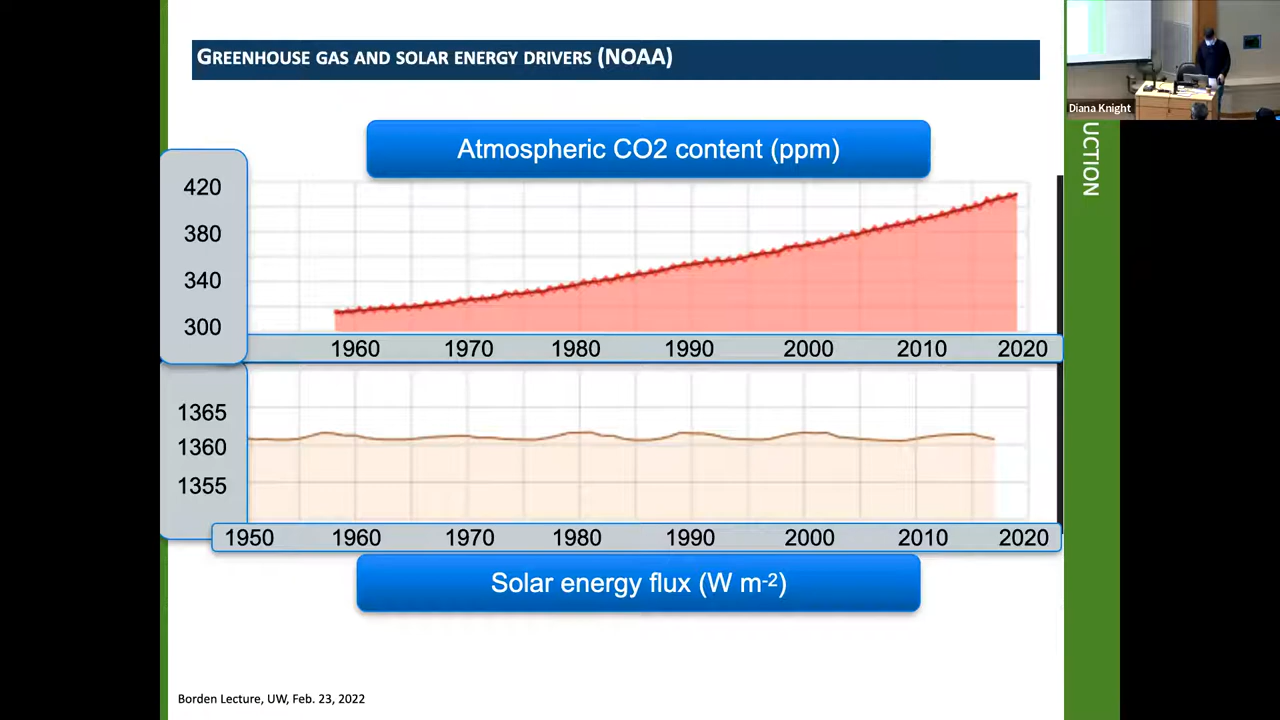 GREENHOUSE GAS AND SOLAR ENERGY DRIVERS (NOAA)
Diana Knight
UCTION
Atmospheric CO2 content (ppm)
420
380
340
300
1960 1970 1980 1990 2000 2010 2020
1365
1360
1355
1950 1960 1970 1980 1990 2000 2010 2020
Solar energy flux (W m-2)
Borden Lecture, UW, Feb. 23, 2022